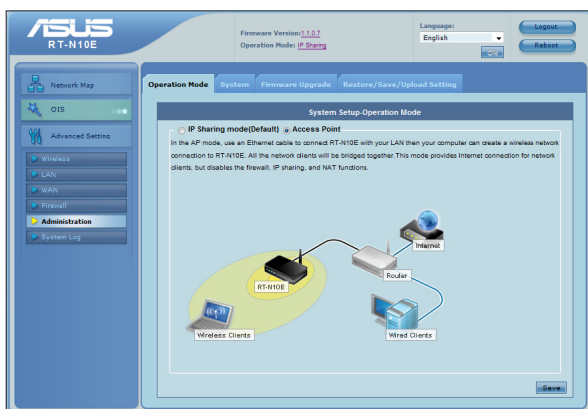 ASUS
RT-N10E
Firmware Version:1.1.0.7
Operation Mode: IP Sharing
Language:
English
OK
Logout
Reboot
Network Map
OIS
Advanced Setting
Wireless
LAN
WAN
Firewall
Administration
System Log
Operation Mode
System
Firmware Upgrade
Restore/Save/Upload Setting
System Setup-Operation Mode
IP Sharing mode(Default) Access Point
In the AP mode, use an Ethernet cable to connect RT-N10E with your LAN then your computer can create a wireless network
connection to RT-N10E. All the network clients will be bridged together.This mode provides Internet connection for network
clients, but disables the firewall, IP sharing, and NAT functions.
Internet
Router
RT-N10E
Wireless Clients
Wired Clients
Save